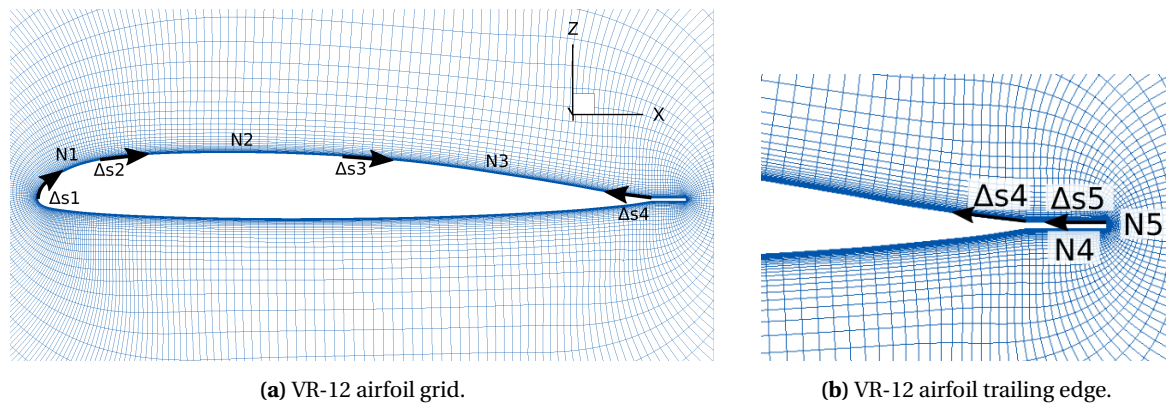 Z
X
N1
N2
Δs2
Δs3
N3
Δs1
Δs4
(a) VR-12 airfoil grid.
Δs4
Δs5
N5
N4
(b) VR-12 airfoil trailing edge.